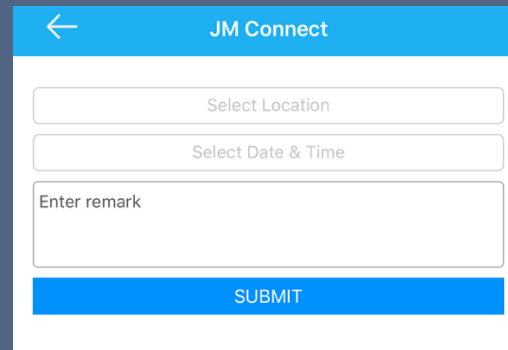 JM Connect
Select Location
Select Date & Time
Enter remark
SUBMIT